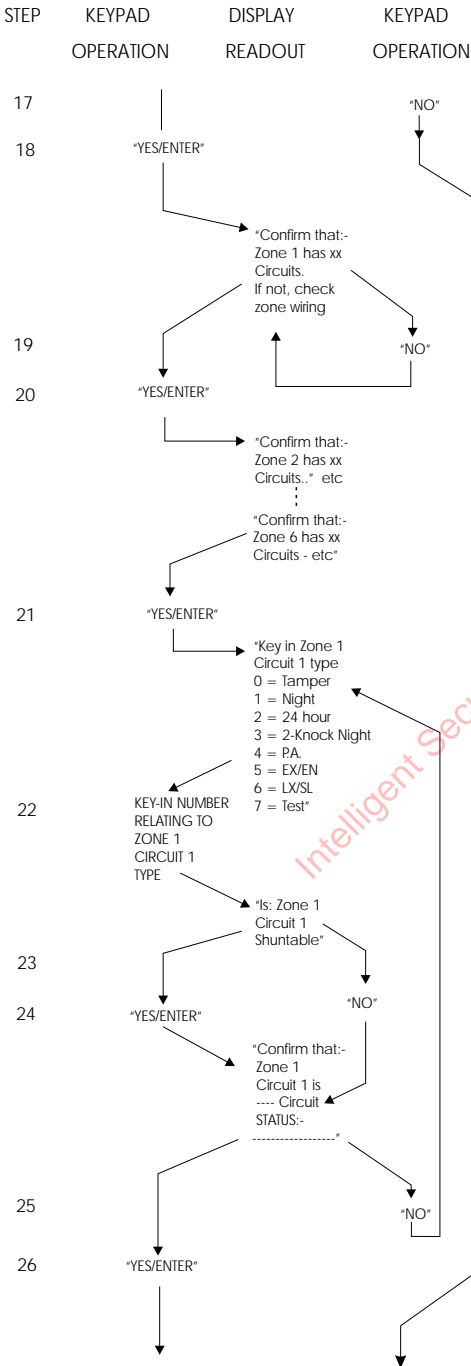 STEP KEYPAD DISPLAY KEYPAD
OPERATION READOUT OPERATION
17 "NO"
18 "YES/ENTER"
"Confirm that:-
Zone 1 has xx
Circuits.
If not, check
zone wiring
19 "NO"
20 "YES/ENTER"
"Confirm that:-
Zone 2 has xx
Circuits.." etc
"Confirm that:-
Zone 6 has xx
Circuits - etc"
21 "YES/ENTER"
"Key in Zone 1
Circuit 1 type
0 = Tamper
1 = Night
2 = 24 hour
3 = 2-Knock Night
4 = P.A.
5 = EX/EN
6 = LX/SL
7 = Test"
22 KEY-IN NUMBER
RELATING TO
ZONE 1
CIRCUIT 1
TYPE
"Is: Zone 1
Circuit 1
Shuntable"
23
24 "YES/ENTER" "NO"
"Confirm that:-
Zone 1
Circuit 1 is
---- Circuit
STATUS:-
------------------"
25 "NO"
26 "YES/ENTER"
Intelligent